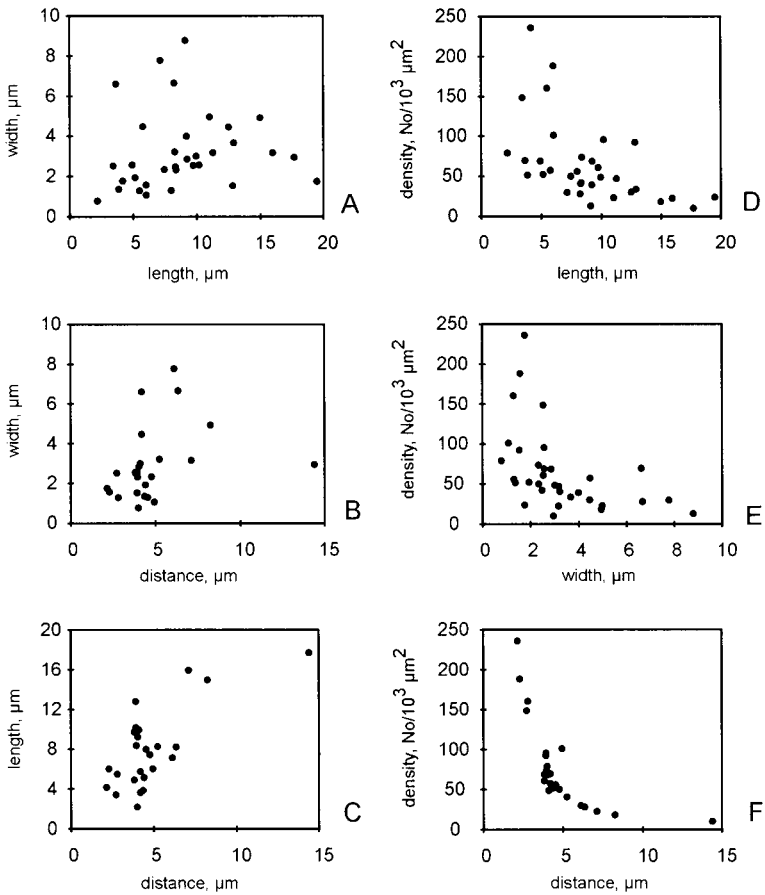 10
8
6
4
2
0
width, µm
0 5 10 15 20
length, µm
A
250
200
150
100
50
0
density, No/10³ µm²
0 5 10 15 20
length, µm
D
10
8
6
4
2
0
width, µm
0 5 10 15
distance, µm
B
250
200
150
100
50
0
density, No/10³ µm²
0 2 4 6 8 10
width, µm
E
20
16
12
8
4
0
length, µm
0 5 10 15
distance, µm
C
250
200
150
100
50
0
density, No/10³ µm²
0 5 10 15
distance, µm
F